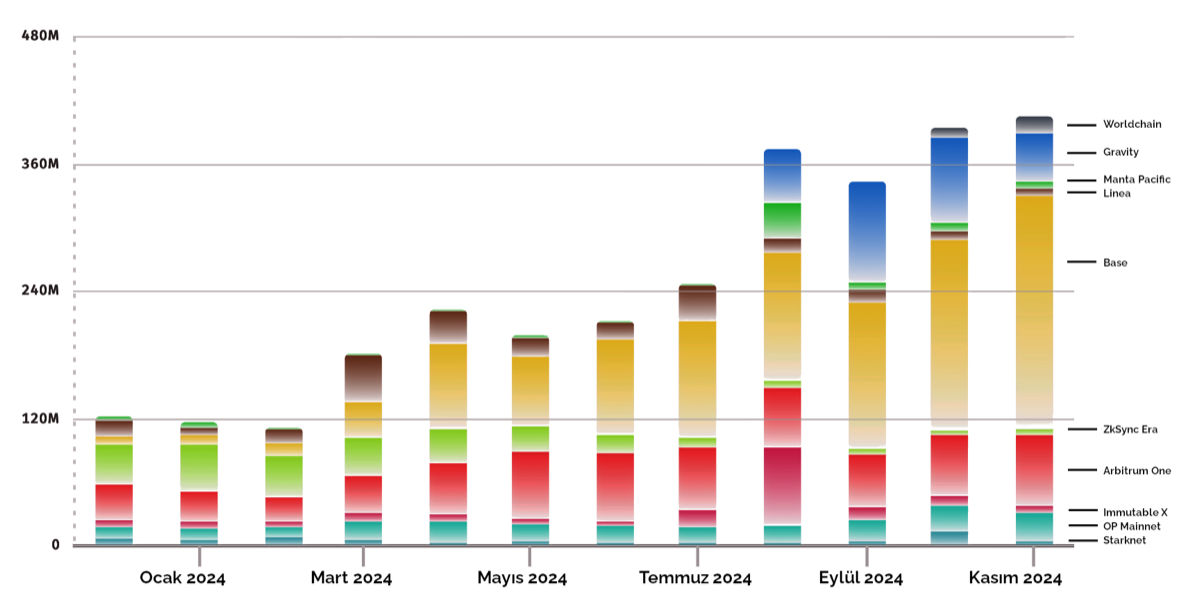 480M
360M
240M
120M
0
Ocak 2024
Mart 2024
Mayıs 2024
Temmuz 2024
Eylül 2024
Kasım 2024
Worldchain
Gravity
Manta Pacific
Linea
Base
ZkSync Era
Arbitrum One
Immutable X
OP Mainnet
Starknet